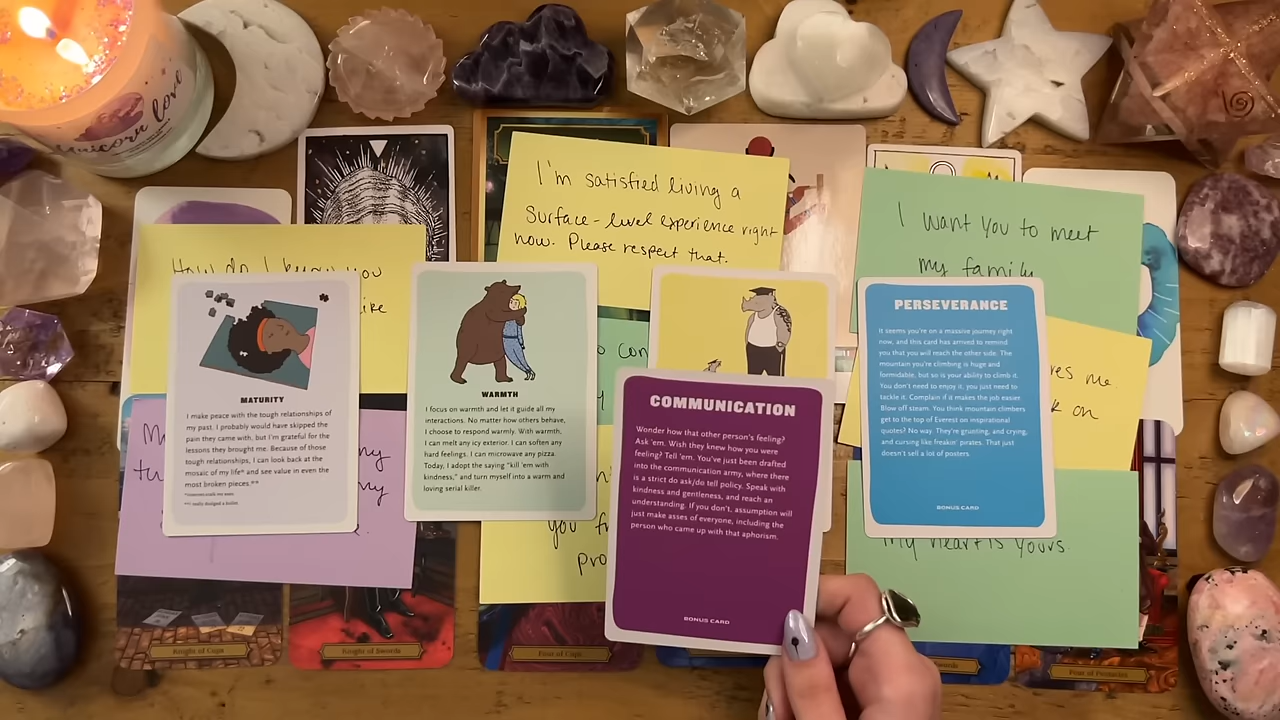 Unicorn love
I'm satisfied living a
Surface-level experience right
now. Please respect that.
I want you to meet
my family
How do I know you
like
MATURITY
I make peace with the tough relationships of
my past. I probably would have skipped the
pain they came with, but I'm grateful for the
lessons they brought me. Because of those
tough relationships, I can look back at the
mosaic of my life* and see value in even the
most broken pieces.**
WARMTH
I focus on warmth and let it guide all my
interactions. No matter how others behave,
I choose to respond warmly. With warmth,
I can melt any icy exterior. I can soften any
hard feelings. I can microwave any pizza.
Today, I adopt the saying "kill 'em with
kindness," and turn myself into a warm and
loving serial killer.
COMMUNICATION
Wonder how that other person's feeling?
Ask 'em. Wish they knew how you were
feeling? Tell 'em. You've just been drafted
into the communication army, where there
is a strict do ask/do tell policy. Speak with
kindness and gentleness, and reach an
understanding. If you don't, assumption will
just make asses of everyone, including the
person who came up with that aphorism.
BONUS CARD
PERSEVERANCE
It seems you're on a massive journey right
now, and this card has arrived to remind
you that you will reach the other side. The
mountain you're climbing is huge and
formidable, but so is your ability to climb it.
You don't need to enjoy it, you just need to
tackle it. Complain if it makes the job easier.
Blow off steam. You think mountain climbers
get to the top of Everest on inspirational
quotes? No way. They're grunting, and crying,
and cursing like freakin' pirates. That just
doesn't sell a lot of posters.
BONUS CARD
me
on
my
my
you
pro
my heart is yours.
Knight of Cups
Knight of Swords
Four of Cups
Swords
Four of Pentacles